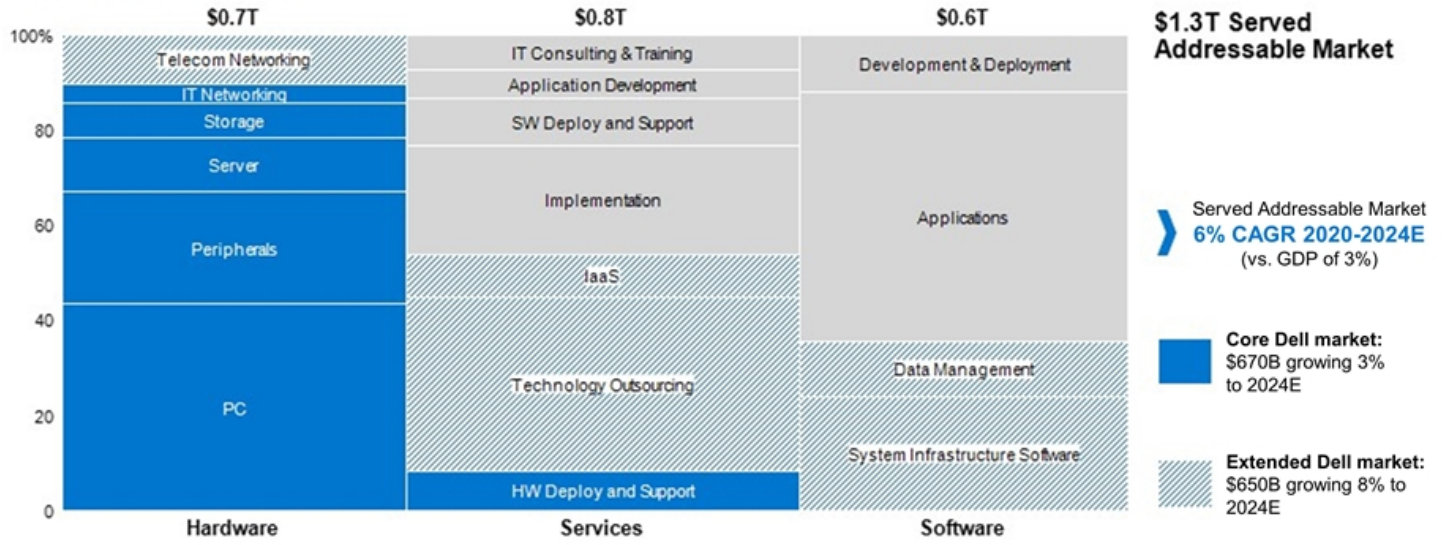 $0.7T $0.8T $0.6T
$1.3T Served
Addressable Market
100%
80
60
40
20
0
Telecom Networking
IT Networking
Storage
Server
Peripherals
PC
Hardware
IT Consulting & Training
Application Development
SW Deploy and Support
Implementation
IaaS
Technology Outsourcing
HW Deploy and Support
Services
Development & Deployment
Applications
Data Management
System Infrastructure Software
Software
Served Addressable Market
6% CAGR 2020-2024E
(vs. GDP of 3%)
Core Dell market:
$670B growing 3%
to 2024E
Extended Dell market:
$650B growing 8% to
2024E